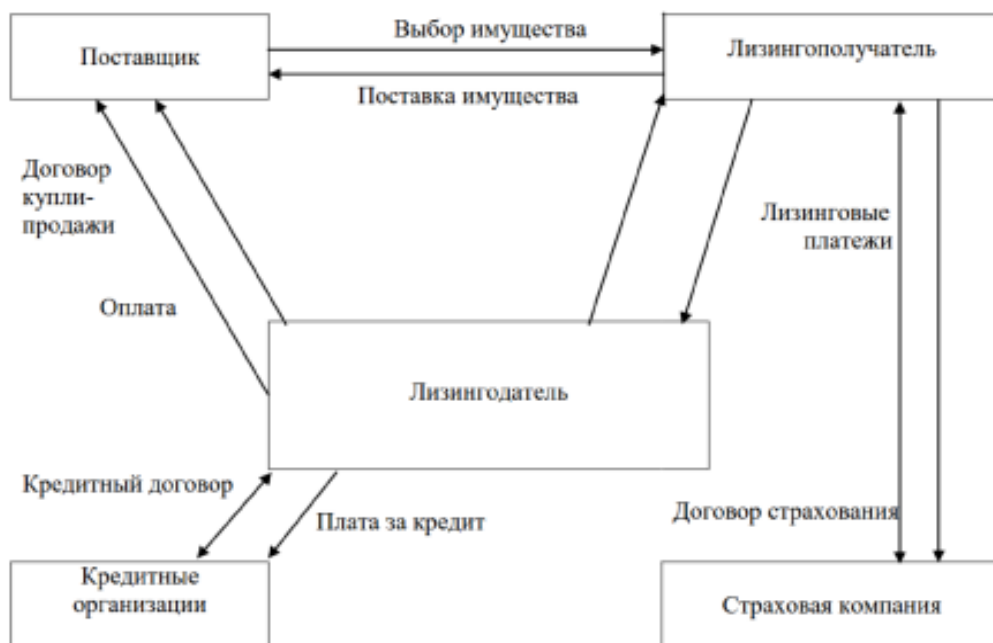 Выбор имущества
Поставщик
Лизингополучатель
Поставка имущества
Договор
купли-
продажи
Лизинговые
платежи
Оплата
Лизингодатель
Кредитный договор
Плата за кредит
Договор страхования
Кредитные
организации
Страховая компания